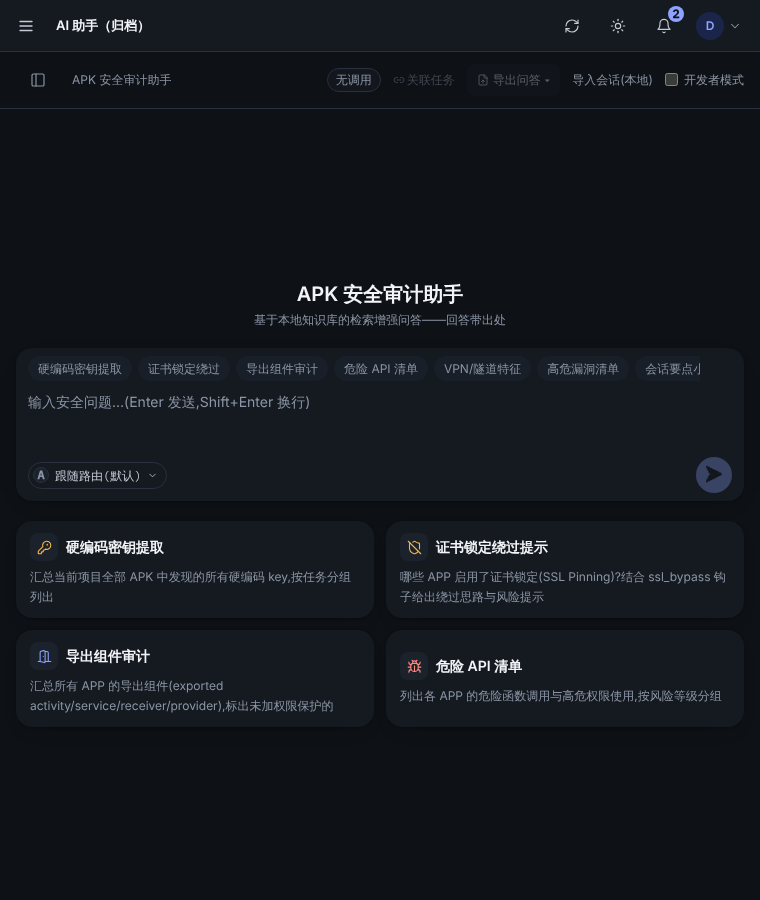 AI 助手（归档）
2
D
APK 安全审计助手
无调用
关联任务
导出问答
导入会话(本地)
开发者模式
APK 安全审计助手
基于本地知识库的检索增强问答——回答带出处
硬编码密钥提取
证书锁定绕过
导出组件审计
危险 API 清单
VPN/隧道特征
高危漏洞清单
会话要点
输入安全问题...(Enter 发送,Shift+Enter 换行)
A
跟随路由(默认)
硬编码密钥提取
汇总当前项目全部 APK 中发现的所有硬编码 key,按任务分组
列出
证书锁定绕过提示
哪些 APP 启用了证书锁定(SSL Pinning)?结合 ssl_bypass 钩
子给出绕过思路与风险提示
导出组件审计
汇总所有 APP 的导出组件(exported
activity/service/receiver/provider),标出未加权限保护的
危险 API 清单
列出各 APP 的危险函数调用与高危权限使用,按风险等级分组